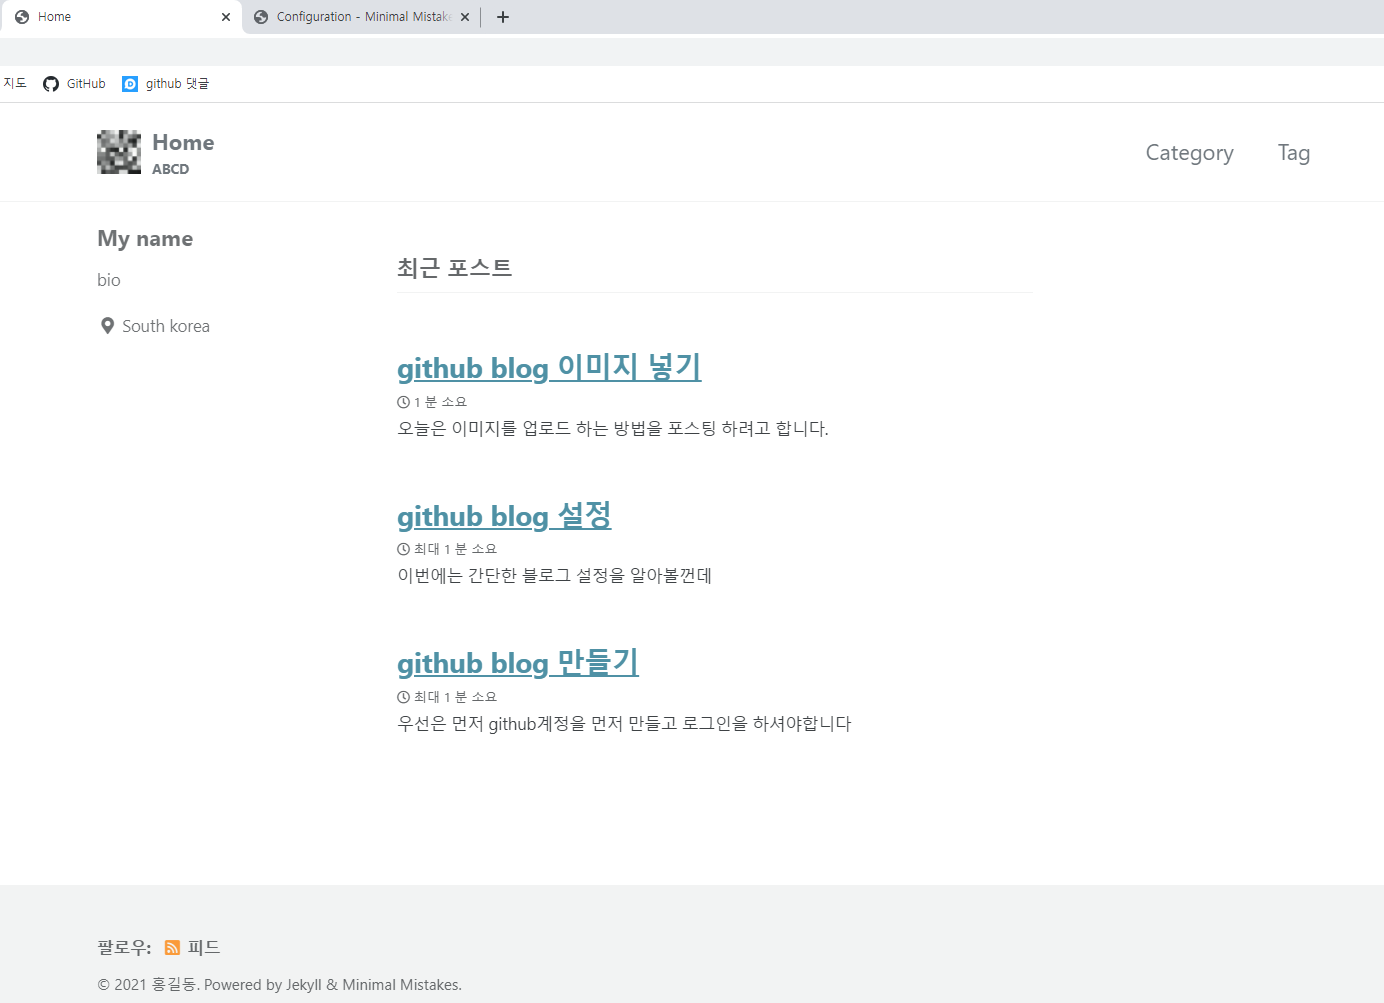 Home
Configuration - Minimal Mistake
지도 GitHub github 댓글
Home
ABCD
Category Tag
My name
bio
South korea
최근 포스트
github blog 이미지 넣기
1 분 소요
오늘은 이미지를 업로드 하는 방법을 포스팅 하려고 합니다.
github blog 설정
최대 1 분 소요
이번에는 간단한 블로그 설정을 알아볼껀데
github blog 만들기
최대 1 분 소요
우선은 먼저 github계정을 먼저 만들고 로그인을 하셔야합니다
팔로우: 피드
© 2021 홍길동. Powered by Jekyll & Minimal Mistakes.